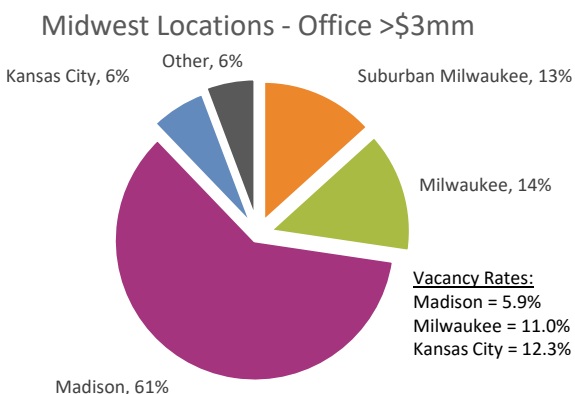 Midwest Locations - Office >$3mm
Other, 6%
Kansas City, 6%
Suburban Milwaukee, 13%
Milwaukee, 14%
Vacancy Rates:
Madison = 5.9%
Milwaukee = 11.0%
Kansas City = 12.3%
Madison, 61%